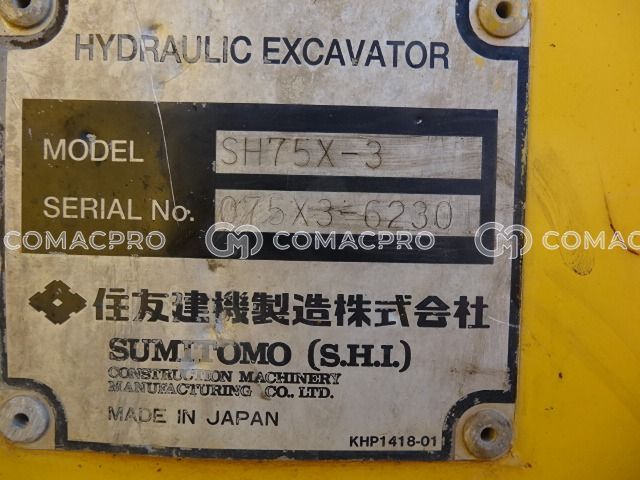 HYDRAULIC EXCAVATOR
MODEL SH75X-3
SERIAL No. 075X3-6230
COMACPRO COMACPRO COMACPRO
住友建機製造株式会社
SUMITOMO (S.H.I.)
CONSTRUCTION MACHINERY
MANUFACTURING CO., LTD.
MADE IN JAPAN
KHP1418-01